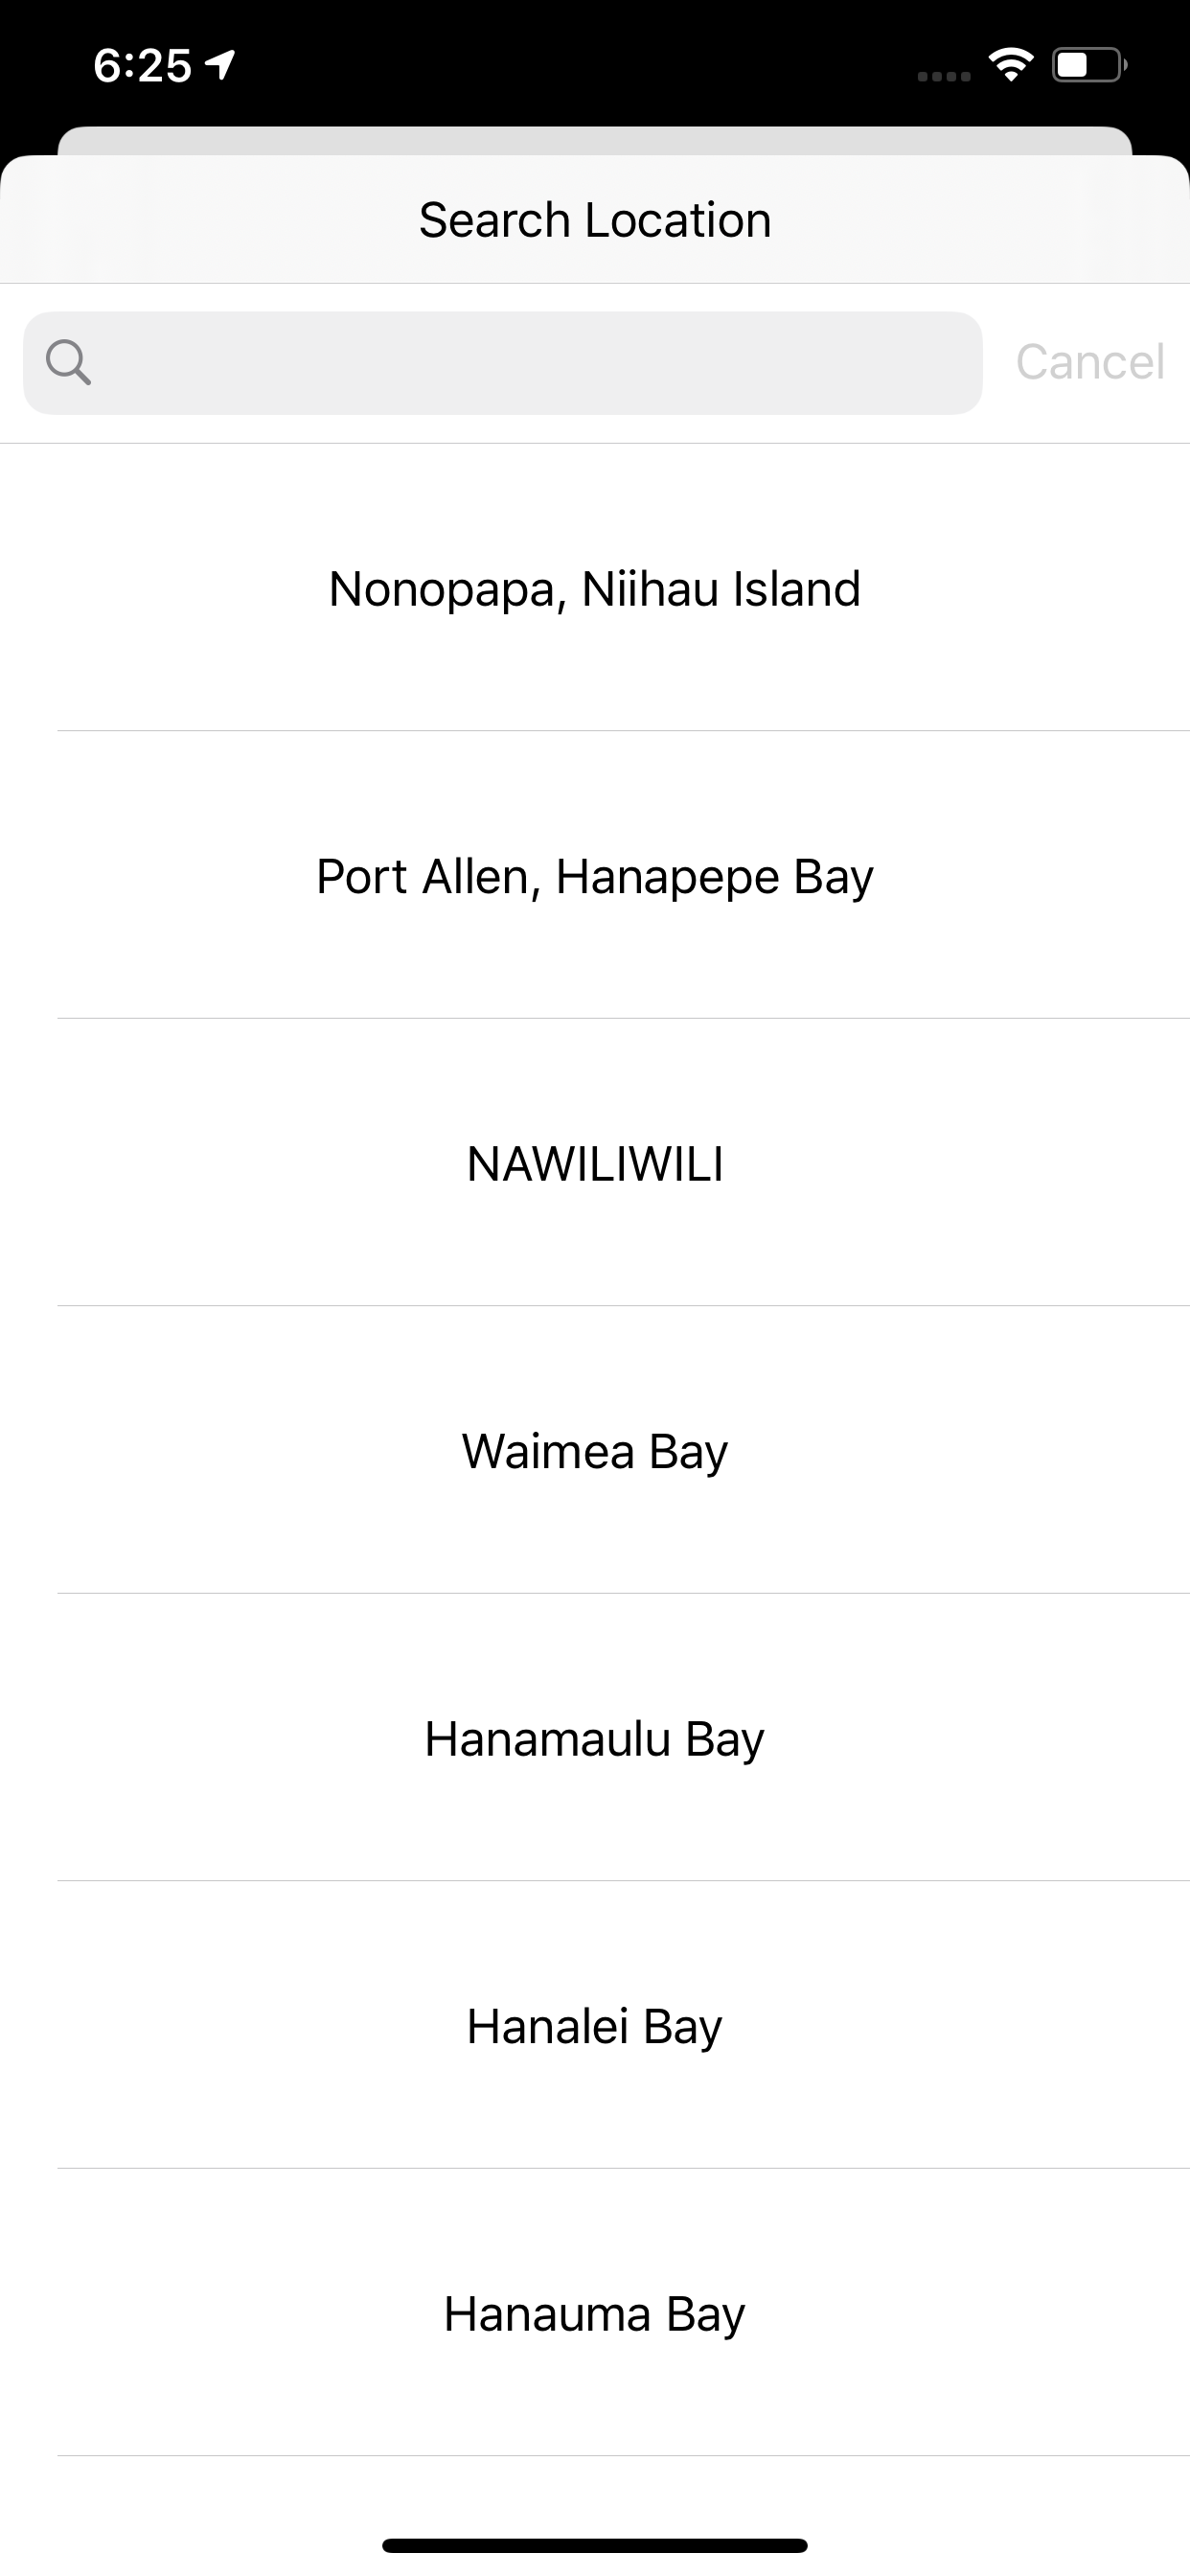 6:25
Search Location
Cancel
Nonopapa, Niihau Island
Port Allen, Hanapepe Bay
NAWILIWILI
Waimea Bay
Hanamaulu Bay
Hanalei Bay
Hanauma Bay